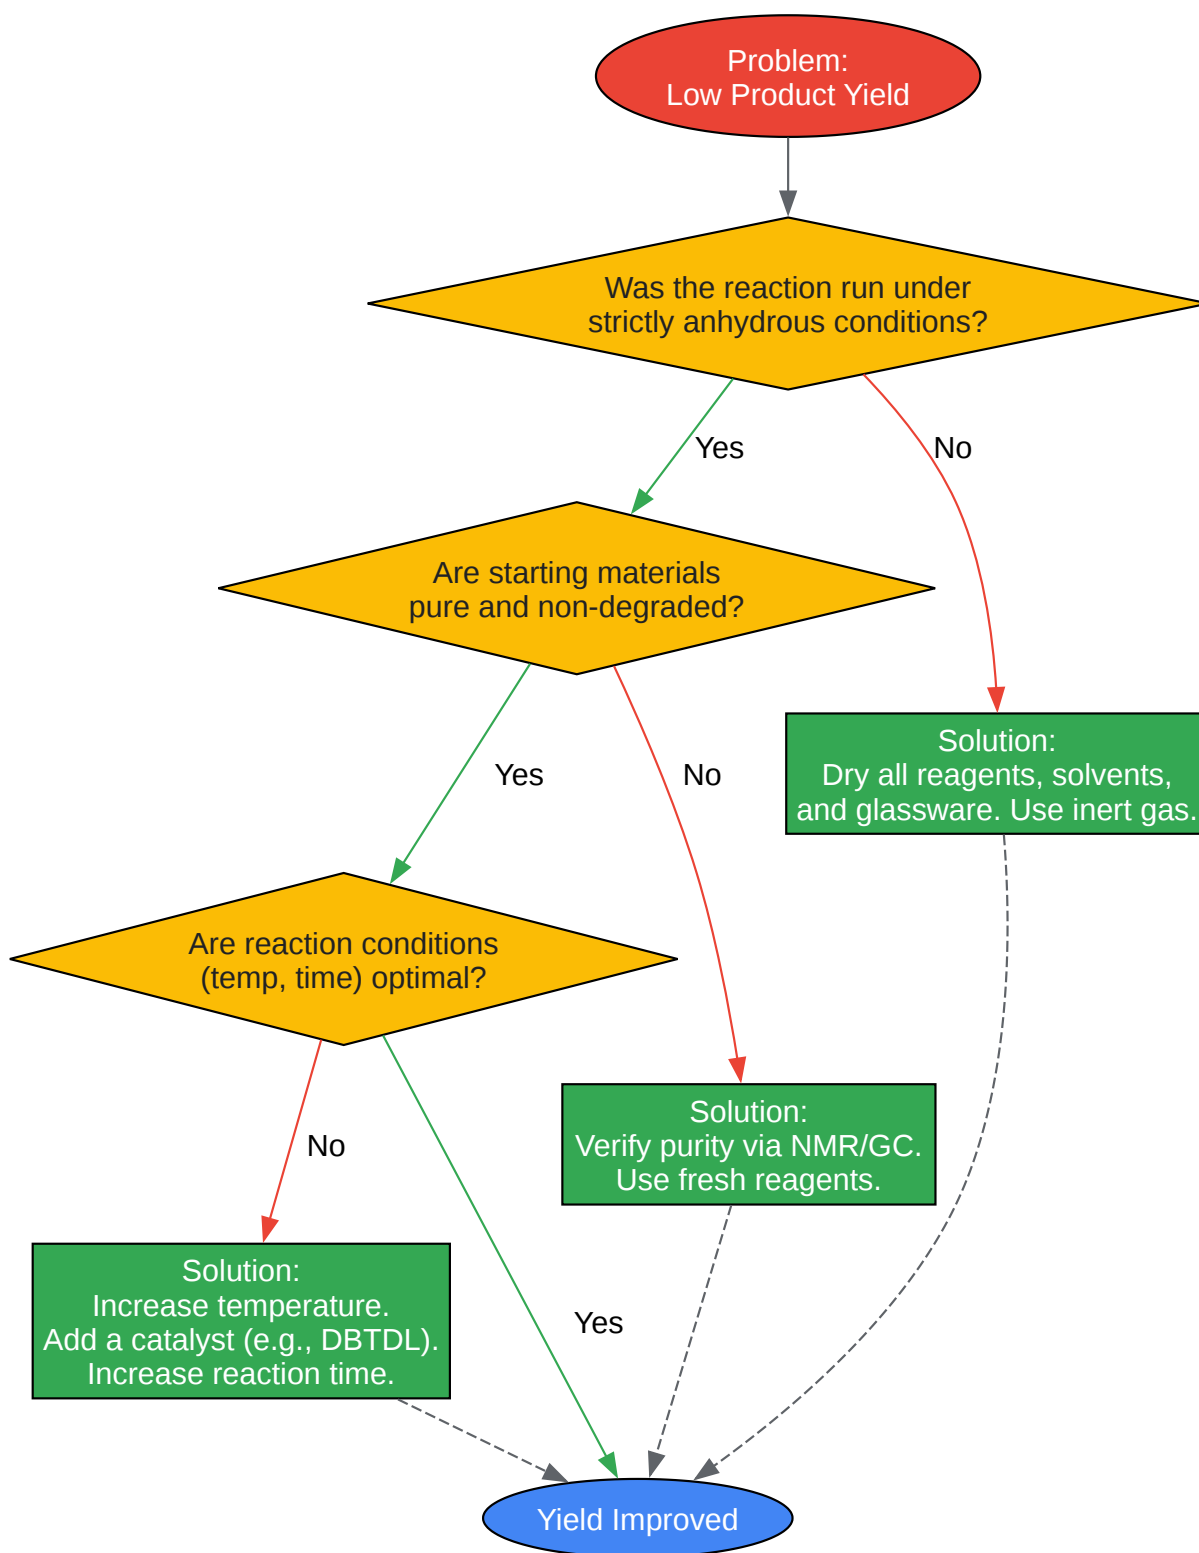 Problem:
Low Product Yield
Was the reaction run under
strictly anhydrous conditions?
Yes
No
Are starting materials
pure and non-degraded?
Yes
No
Solution:
Dry all reagents, solvents,
and glassware. Use inert gas.
Are reaction conditions
(temp, time) optimal?
No
Yes
Solution:
Verify purity via NMR/GC.
Use fresh reagents.
Solution:
Increase temperature.
Add a catalyst (e.g., DBTDL).
Increase reaction time.
Yield Improved